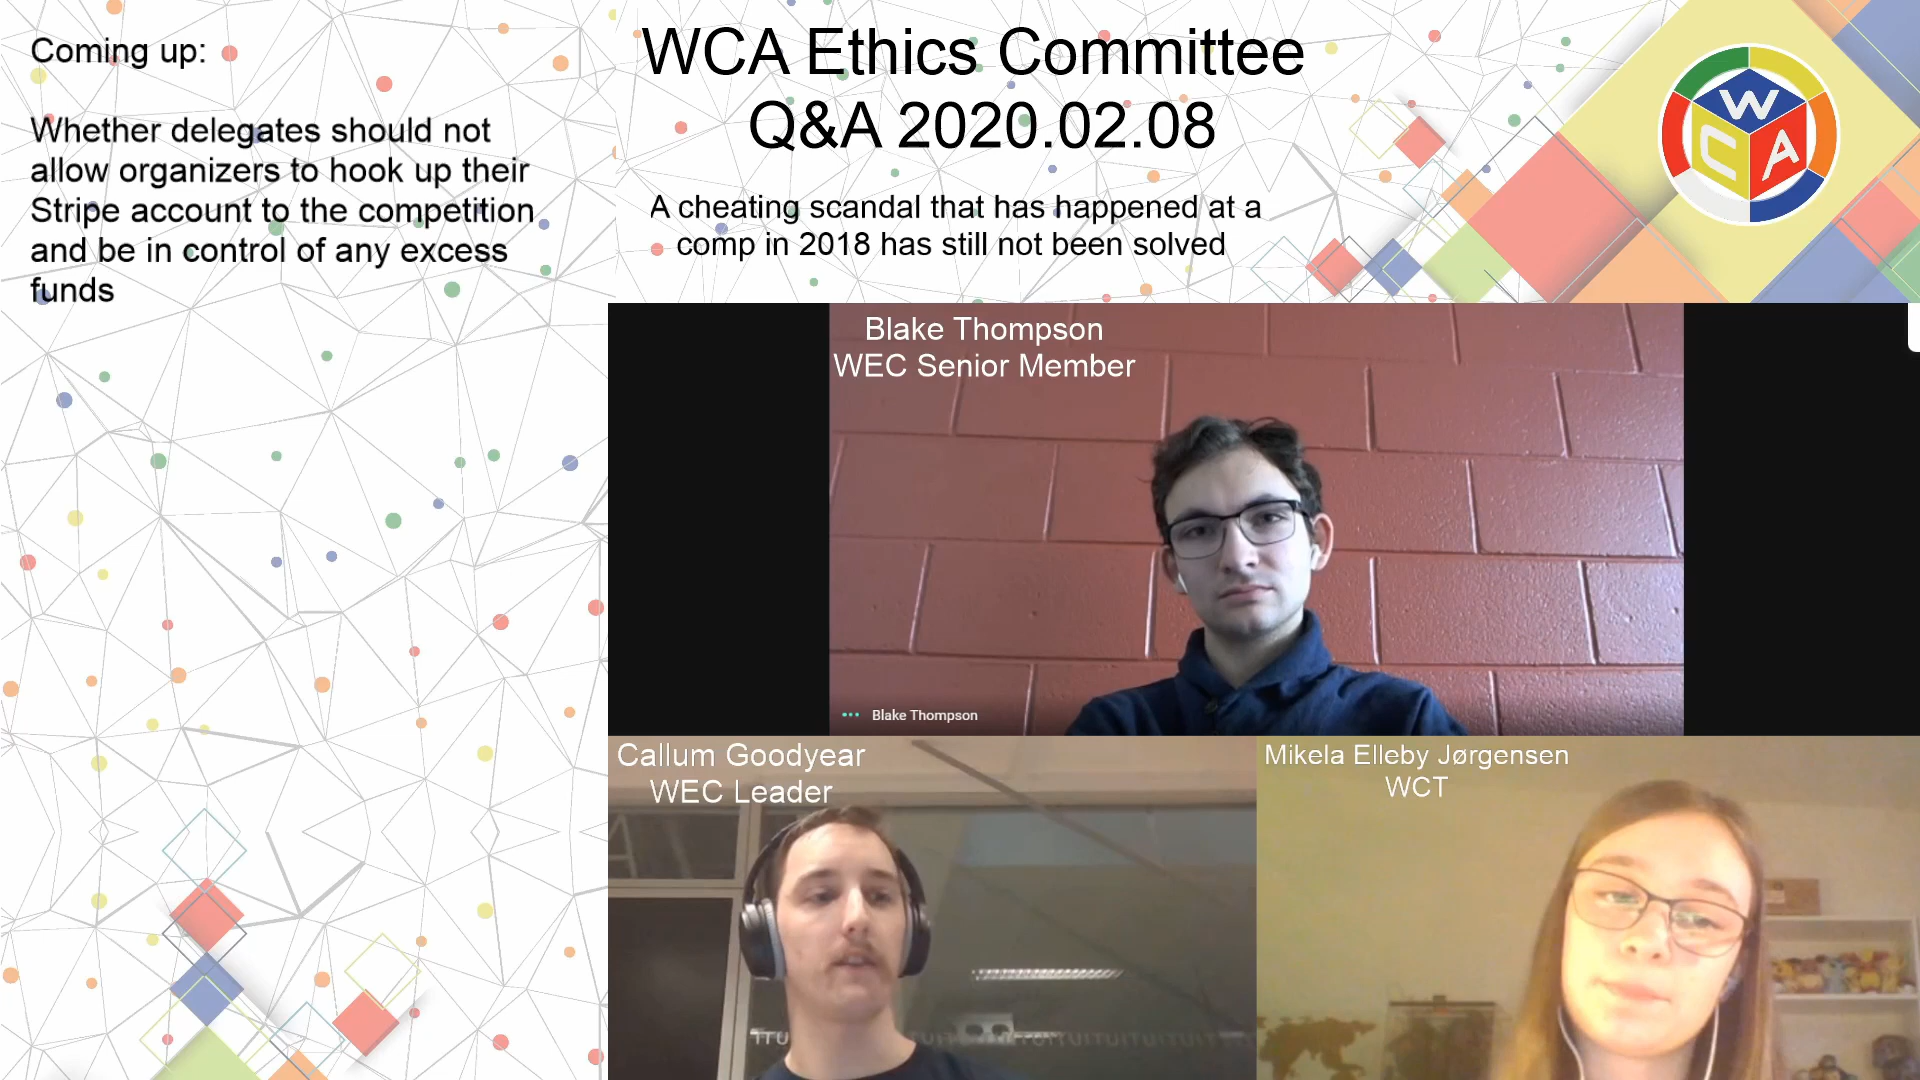 Coming up:
Whether delegates should not
allow organizers to hook up their
Stripe account to the competition
and be in control of any excess
funds
WCA Ethics Committee
Q&A 2020.02.08
A cheating scandal that has happened at a
comp in 2018 has still not been solved
W
C
A
Blake Thompson
WEC Senior Member
Blake Thompson
Callum Goodyear
WEC Leader
Mikela Elleby Jørgensen
WCT